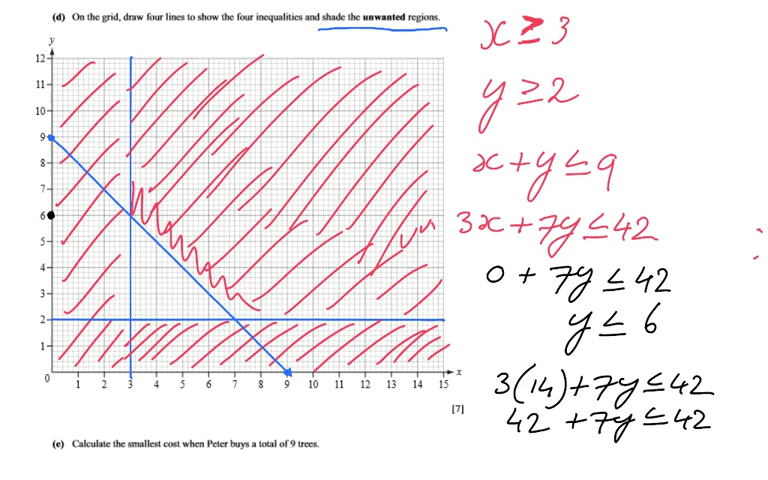 (d) On the grid, draw four lines to show the four inequalities and shade the unwanted regions.
x ≥ 3
y ≥ 2
x + y ≤ 9
3x + 7y ≤ 42
0 + 7y ≤ 42
y ≤ 6
3(14) + 7y ≤ 42
42 + 7y ≤ 42
y
12
11
10
9
8
7
6
5
4
3
2
1
0 1 2 3 4 5 6 7 8 9 10 11 12 13 14 15 x
[7]
(e) Calculate the smallest cost when Peter buys a total of 9 trees.